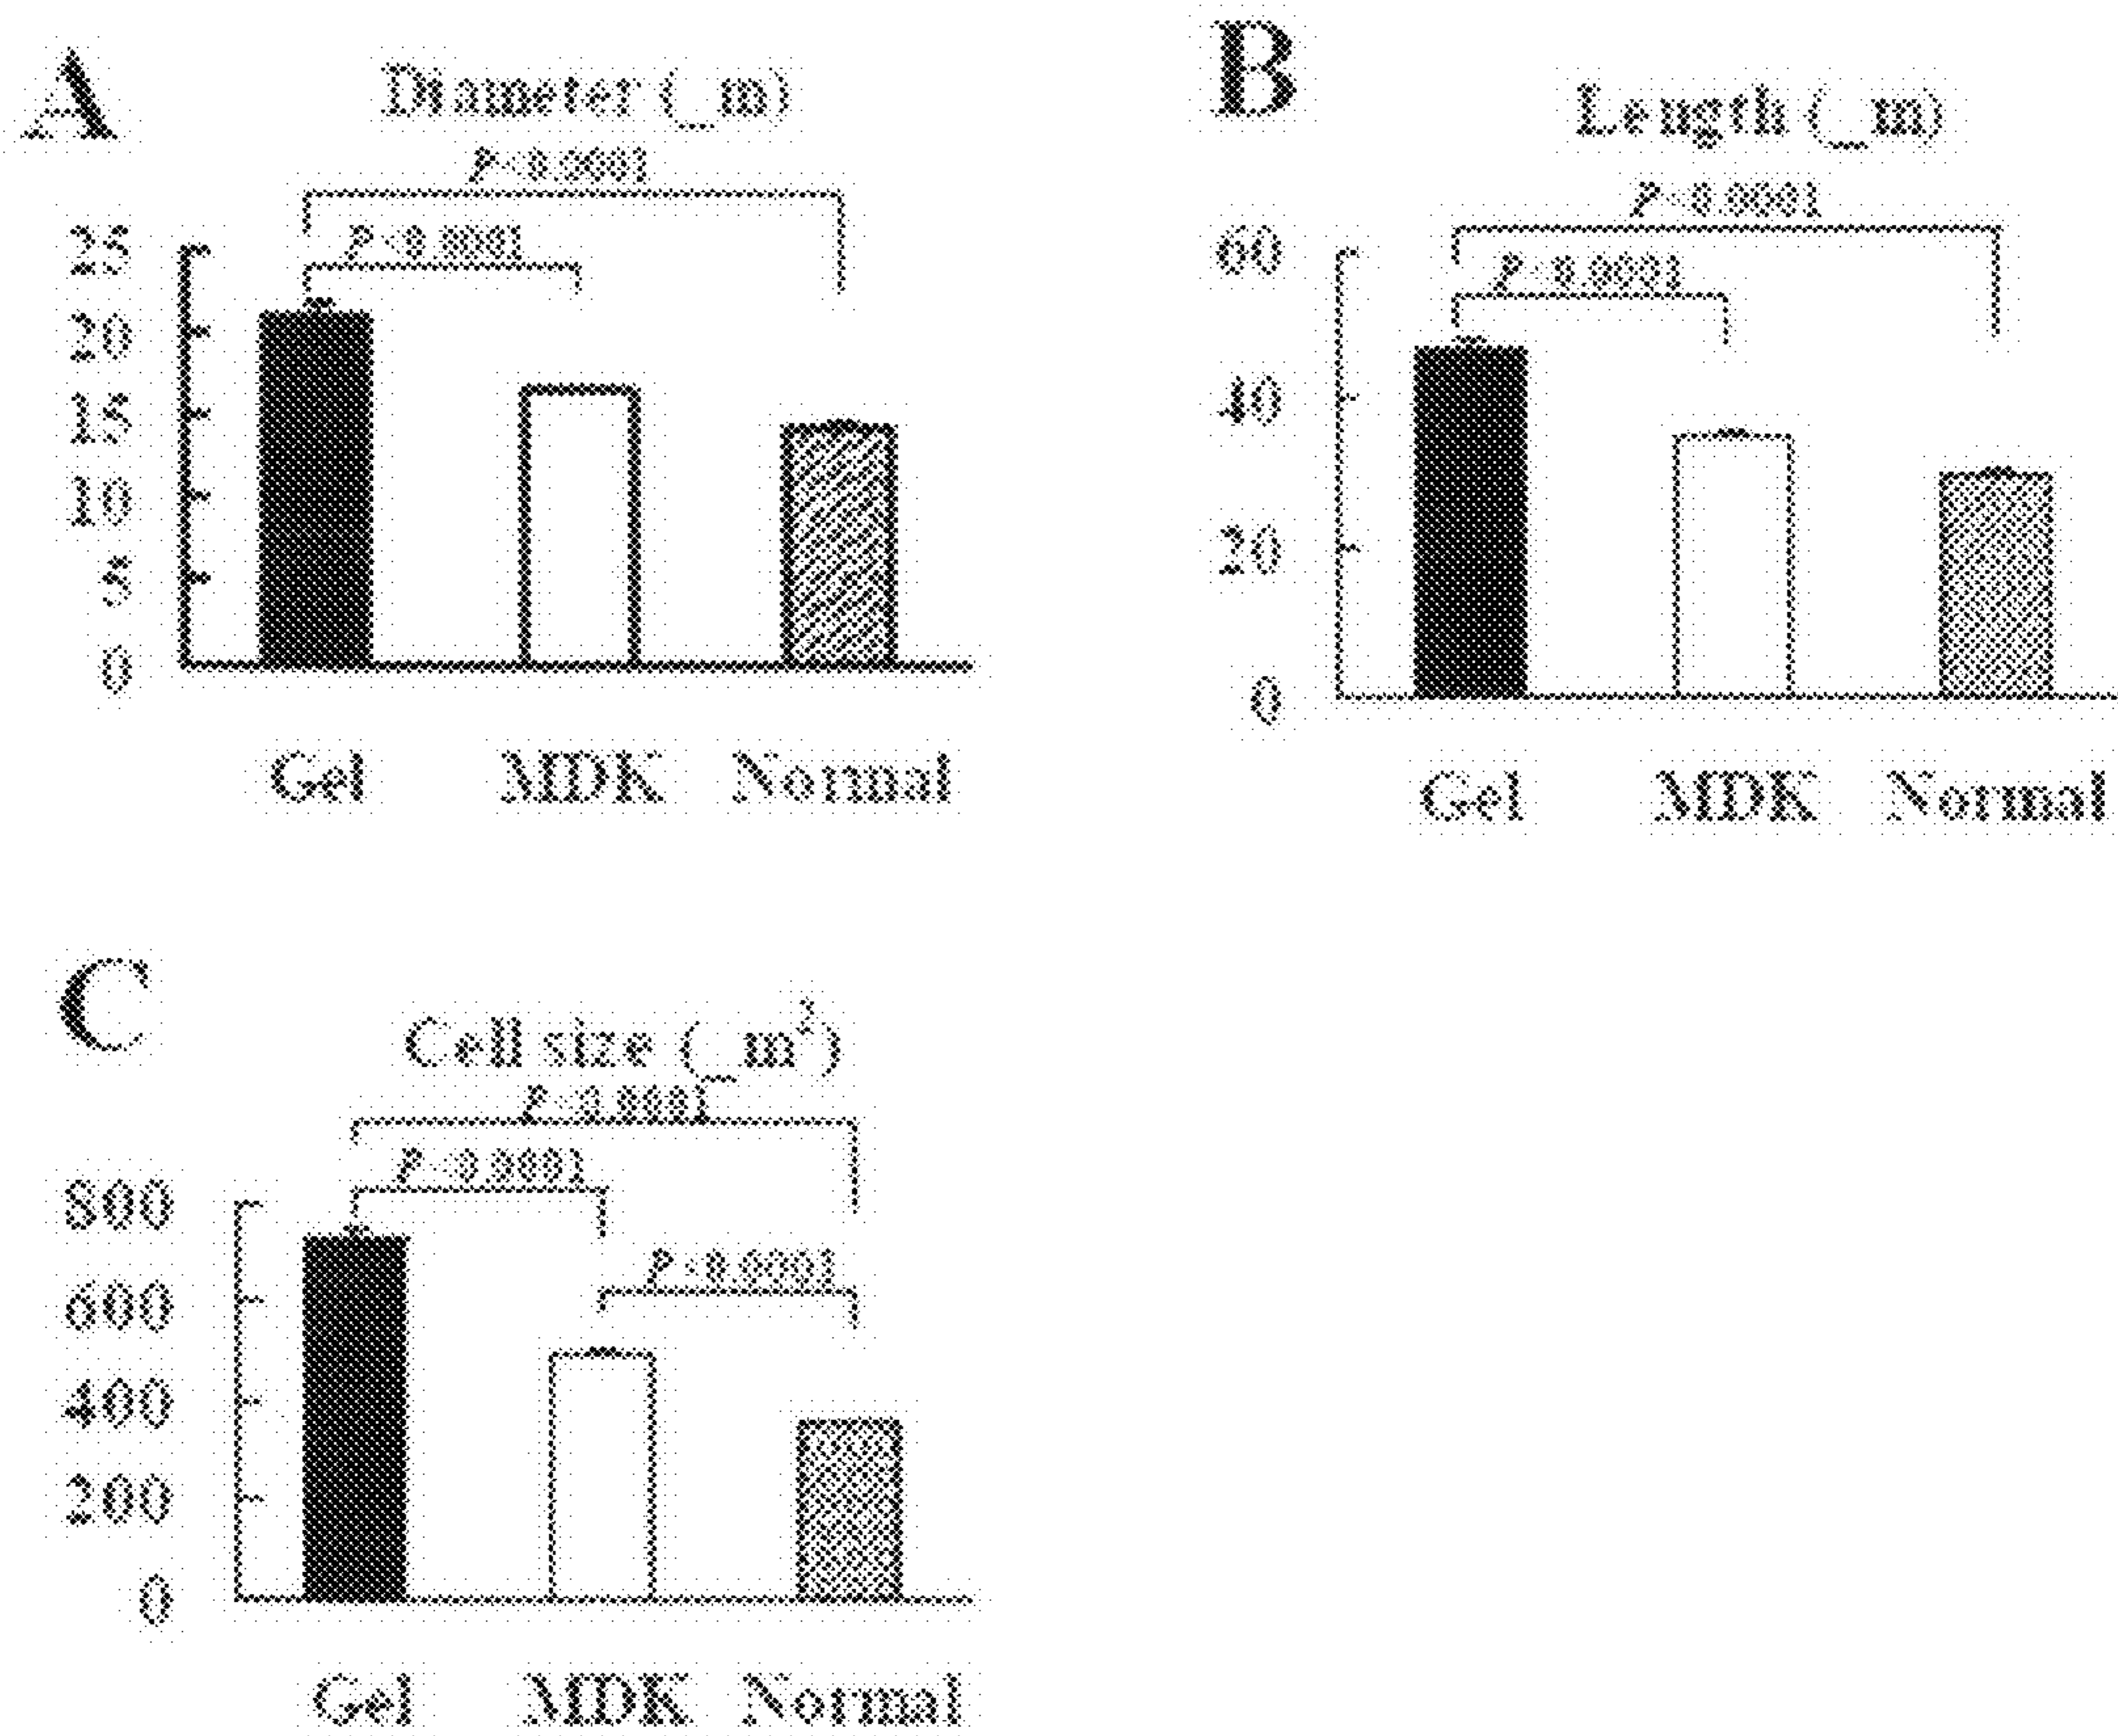 A
Diameter (_m)
P<0.0001
P<0.0001
25
20
15
10
5
0
Gel MDK Normal
B
Length (_m)
P<0.0001
P<0.0001
60
40
20
0
Gel MDK Normal
C
Cell size (_m²)
P<0.0001
P<0.0001
P<0.0001
800
600
400
200
0
Gel MDK Normal